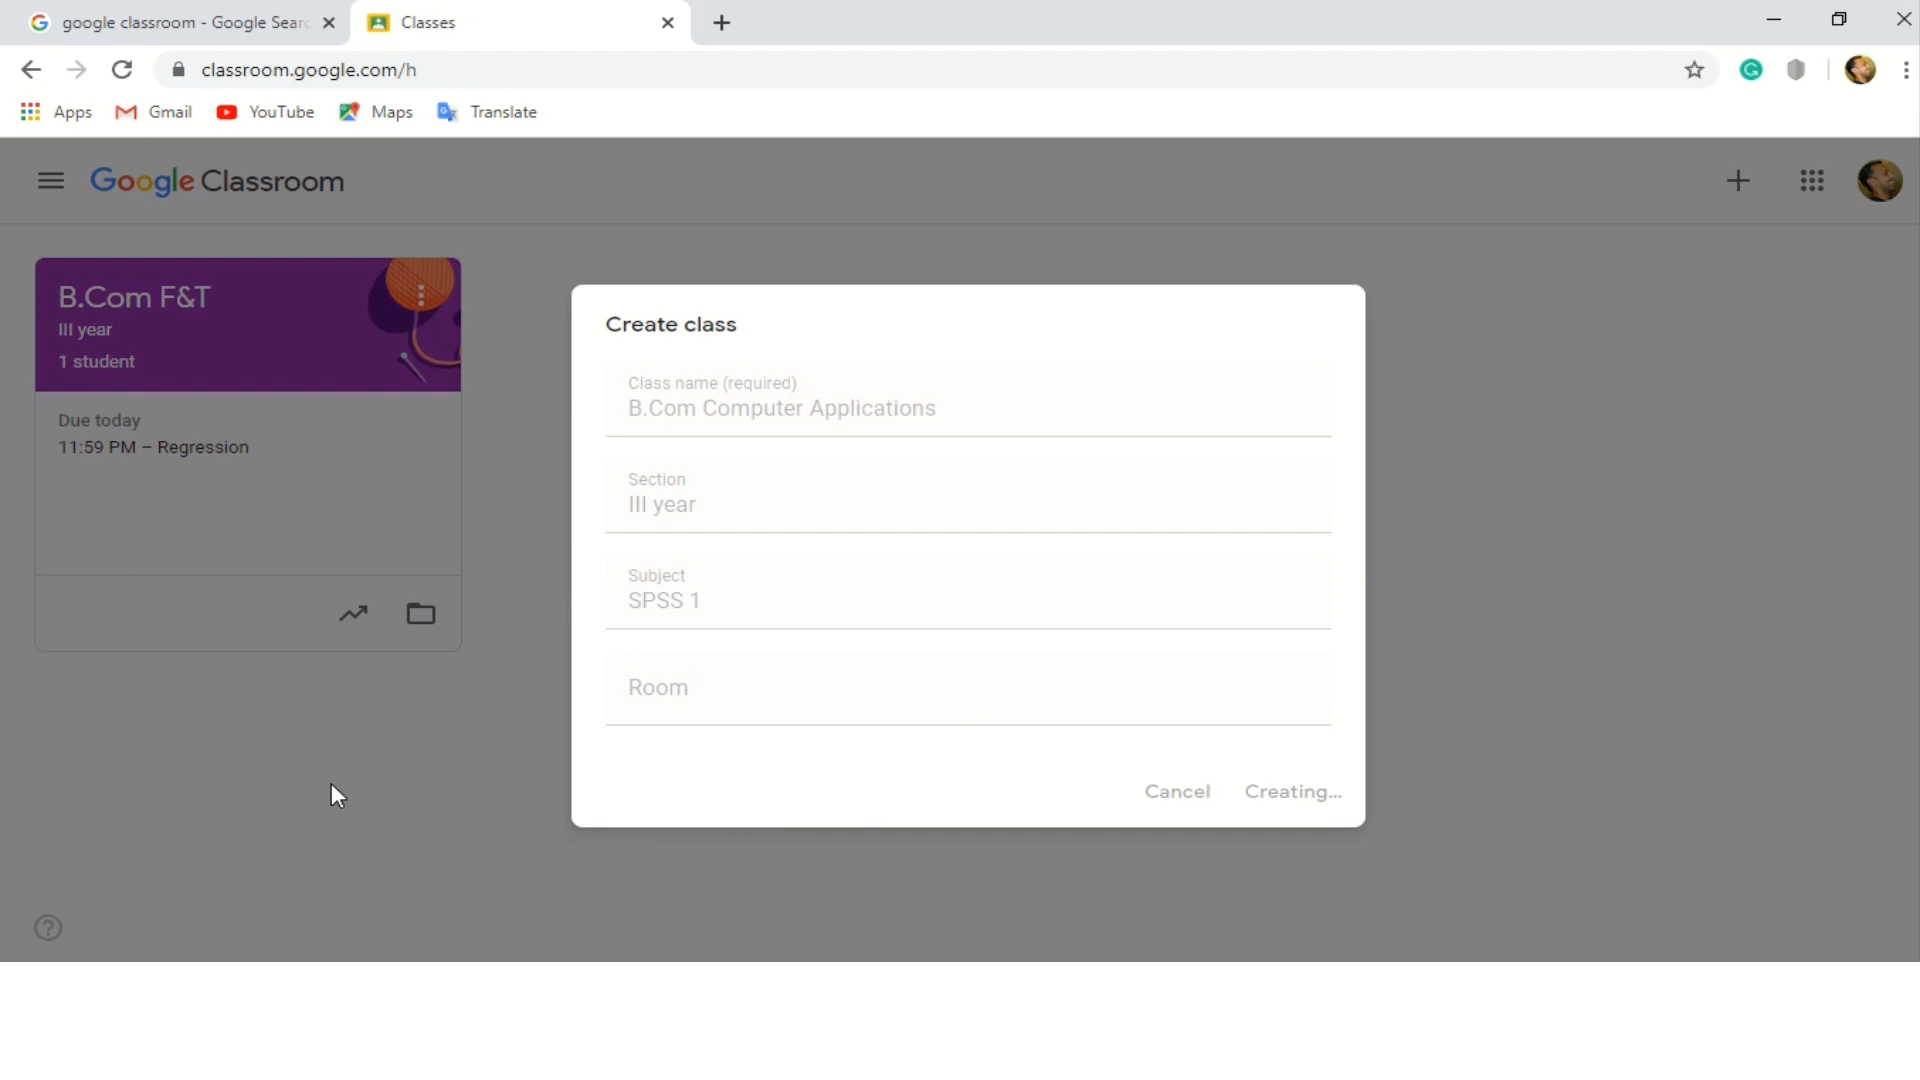 google classroom - Google Sear
Classes
classroom.google.com/h
Apps
Gmail
YouTube
Maps
Translate
Google Classroom
B.Com F&T
III year
1 student
Due today
11:59 PM – Regression
Create class
Class name (required)
B.Com Computer Applications
Section
III year
Subject
SPSS 1
Room
Cancel
Creating...